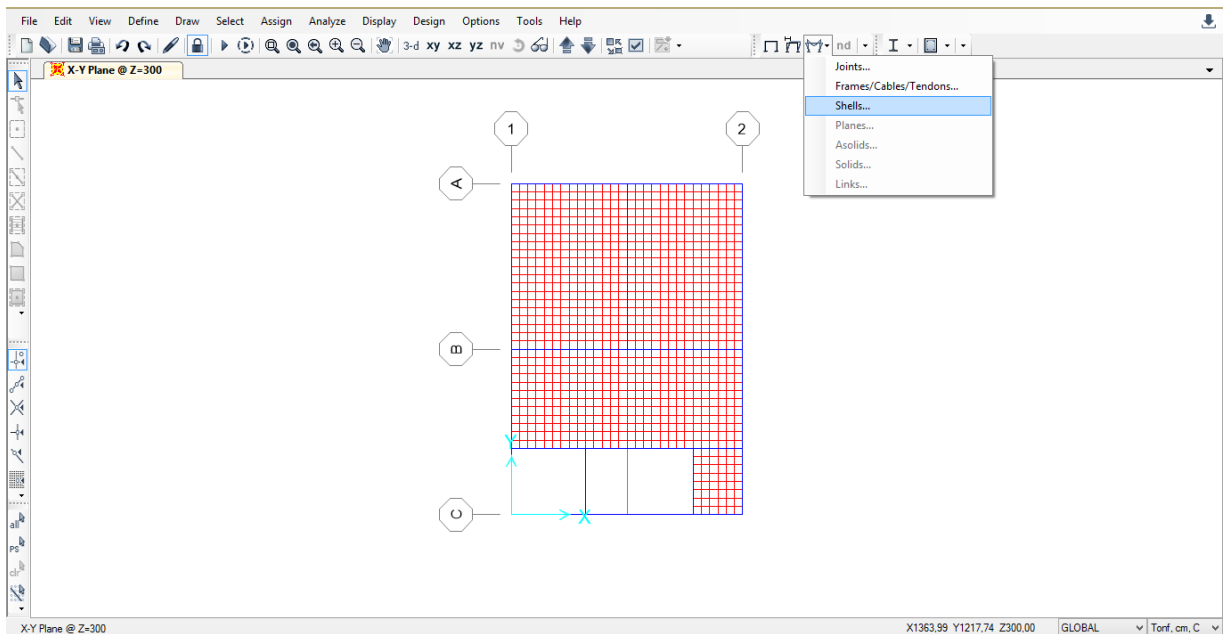 File Edit View Define Draw Select Assign Analyze Display Design Options Tools Help
3-d xy xz yz nv nd
X-Y Plane @ Z=300
Joints...
Frames/Cables/Tendons...
Shells...
Planes...
Asolids...
Solids...
Links...
1 2
A
B
C
Y
X
all
PS
clr
X-Y Plane @ Z=300 X1363,99 Y1217,74 Z300,00 GLOBAL Tonf, cm, C